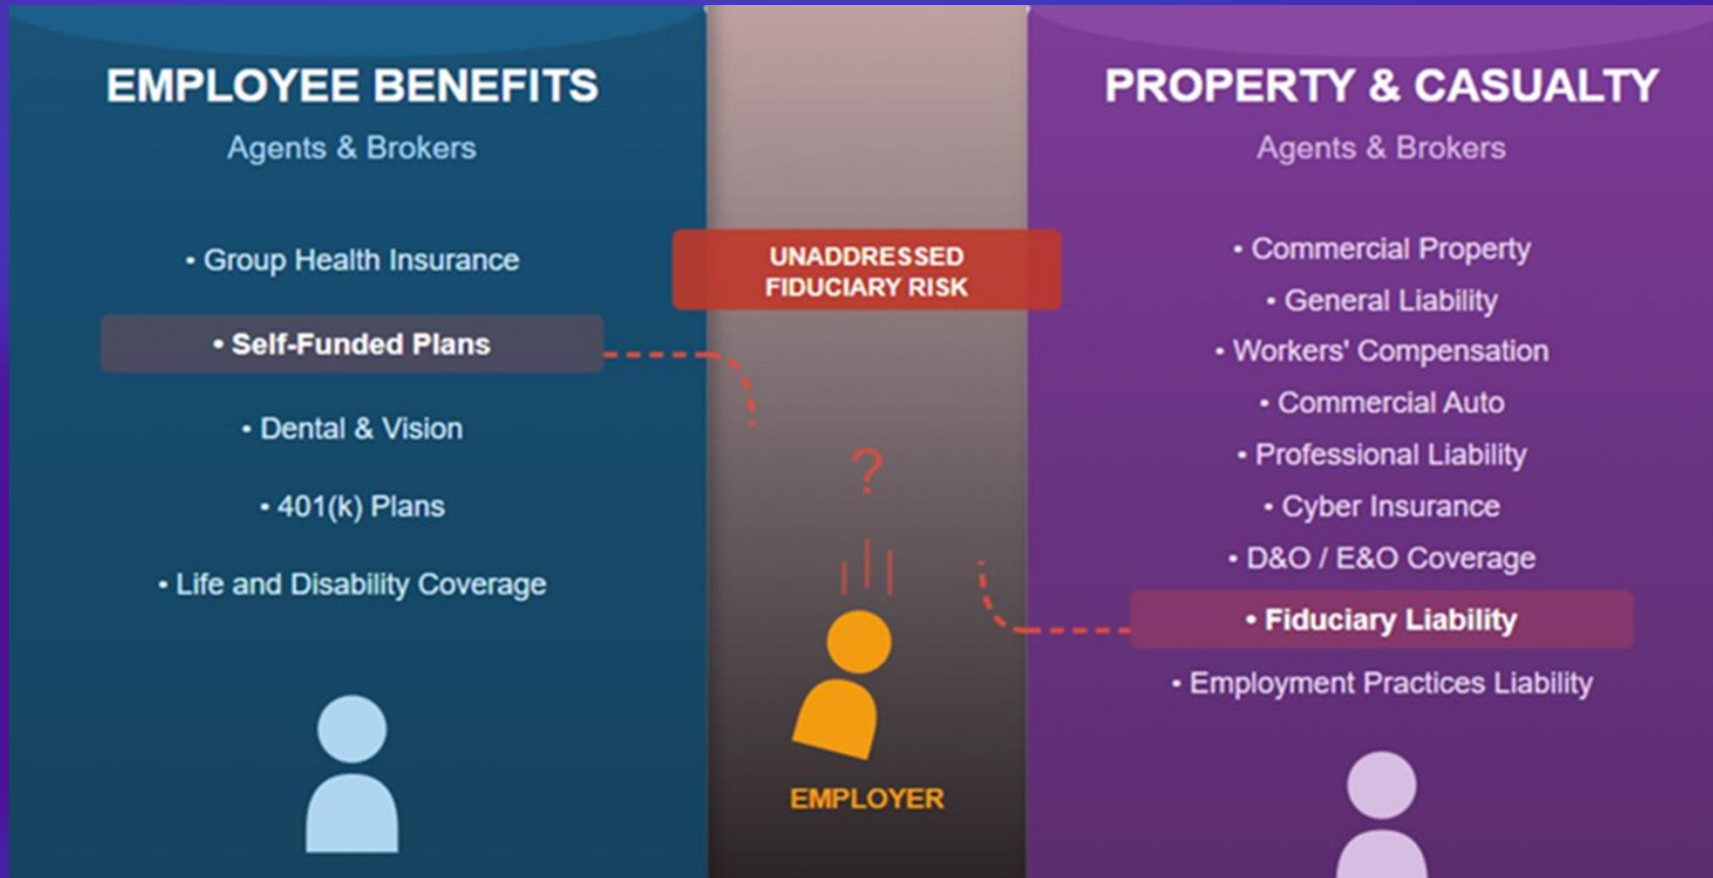 EMPLOYEE BENEFITS
Agents & Brokers
• Group Health Insurance
• Self-Funded Plans
• Dental & Vision
• 401(k) Plans
• Life and Disability Coverage
UNADDRESSED
FIDUCIARY RISK
?
EMPLOYER
PROPERTY & CASUALTY
Agents & Brokers
• Commercial Property
• General Liability
• Workers' Compensation
• Commercial Auto
• Professional Liability
• Cyber Insurance
• D&O / E&O Coverage
• Fiduciary Liability
• Employment Practices Liability